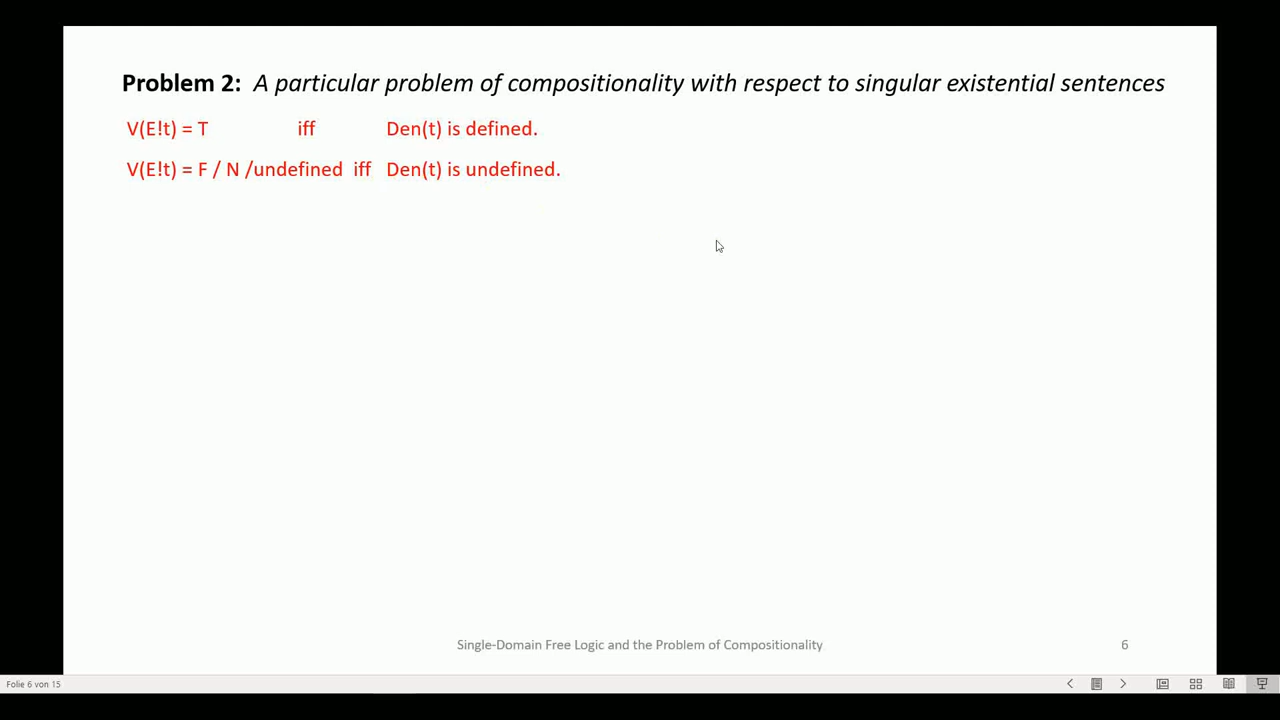 Problem 2: A particular problem of compositionality with respect to singular existential sentences
V(E!t) = T iff Den(t) is defined.
V(E!t) = F / N /undefined iff Den(t) is undefined.
Single-Domain Free Logic and the Problem of Compositionality 6
Folie 6 von 15